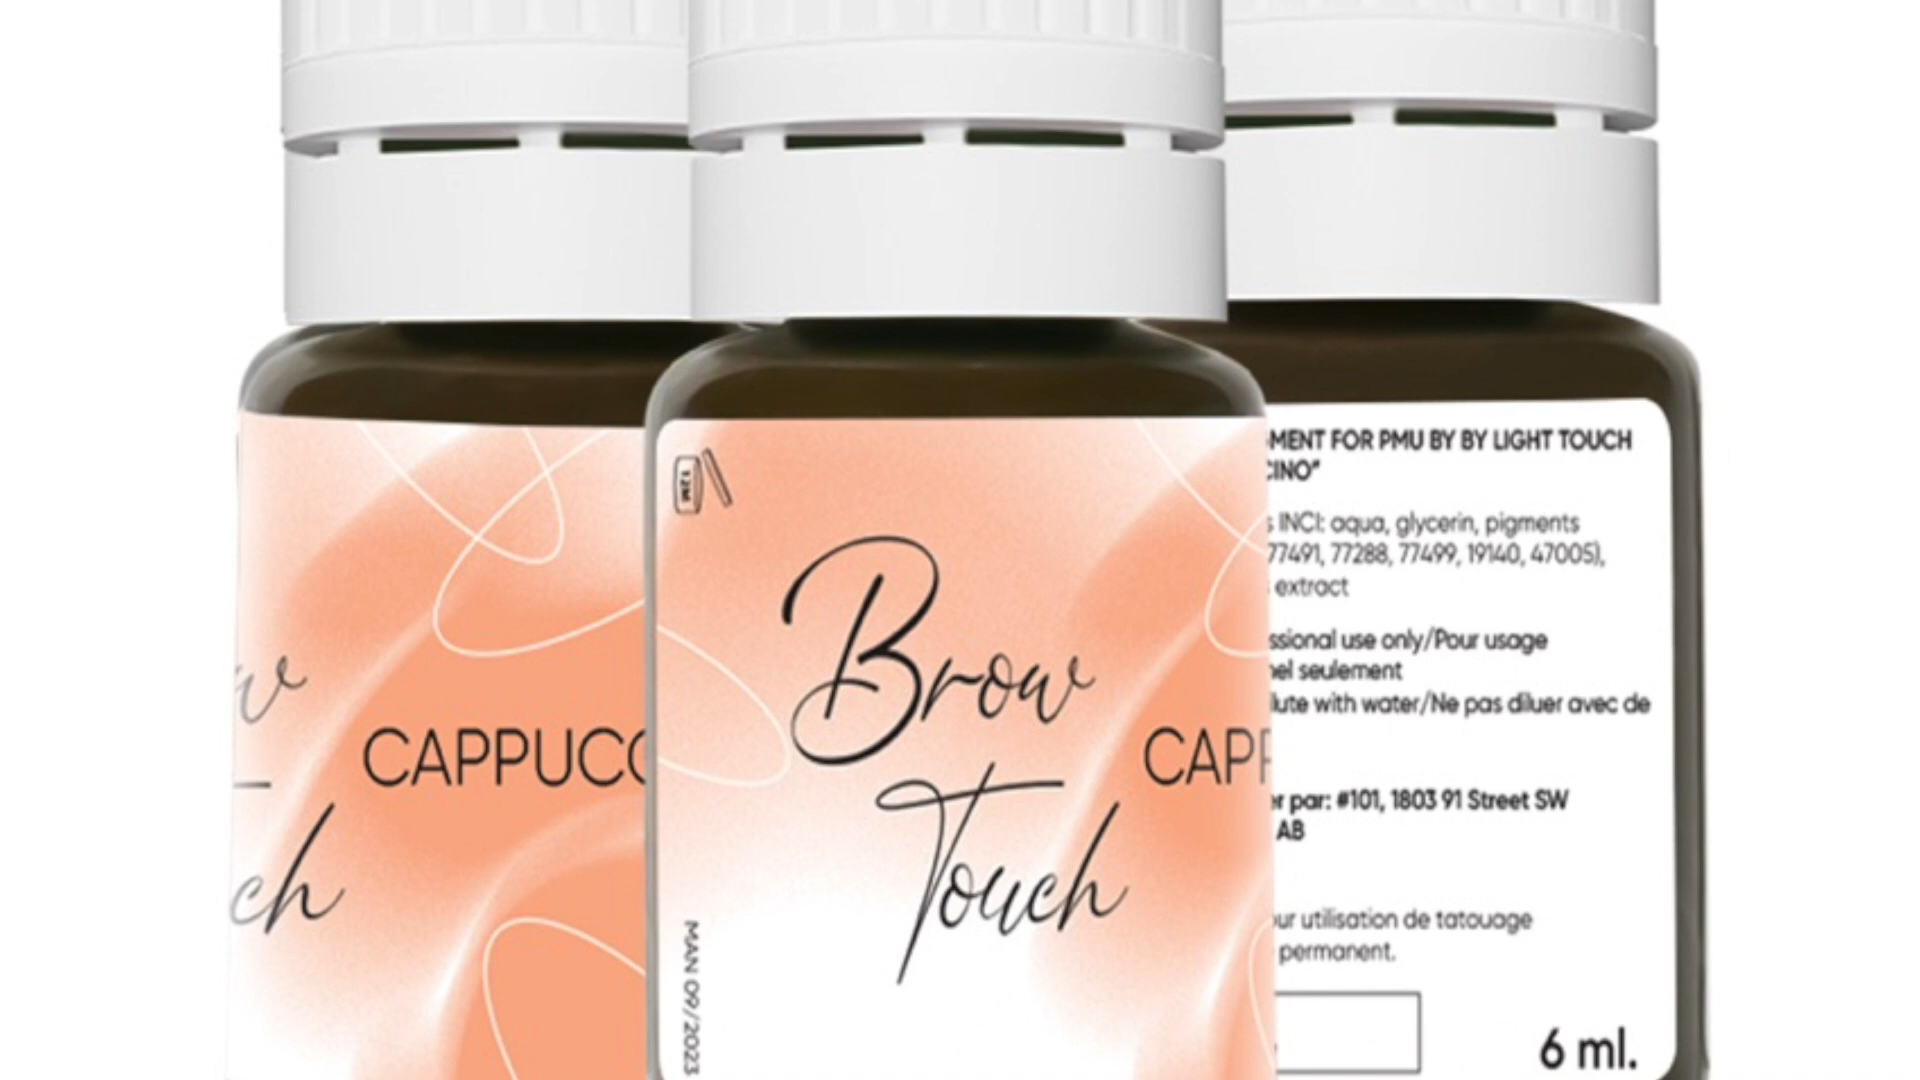 w
ch
CAPPUCC
12M
Brow
Touch
CAPP
MAN 09/2023
MENT FOR PMU BY BY LIGHT TOUCH
CINO"
s INCI: aqua, glycerin, pigments
77491, 77288, 77499, 19140, 47005),
extract
ssional use only/Pour usage
nel seulement
lute with water/Ne pas diluer avec de
er par: #101, 1803 91 Street SW
AB
ur utilisation de tatouage
permanent.
6 ml.